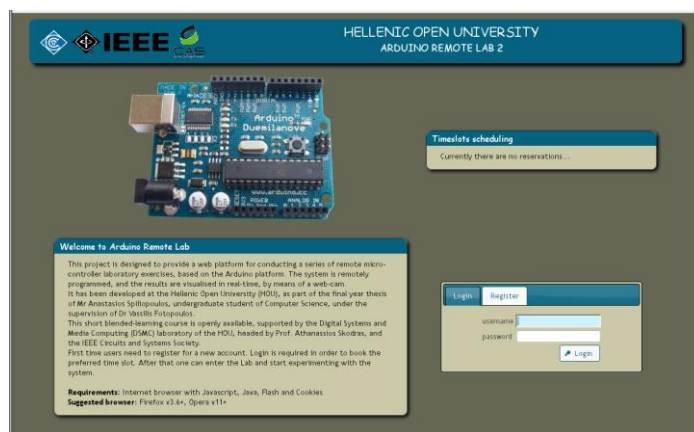 IEEE
CAS
HELLENIC OPEN UNIVERSITY
ARDUINO REMOTE LAB 2
MADE IN
DIGITAL
Arduino
Duemilanove
www.arduino.cc
RESET
POWER
ANALOG IN
Timeslots scheduling
Currently there are no reservations...
Welcome to Arduino Remote Lab
This project is designed to provide a web platform for conducting a series of remote micro-
controller laboratory exercises, based on the Arduino platform. The system is remotely
programmed, and the results are visualised in real-time, by means of a web-cam.
It has been developed at the Hellenic Open University (HOU), as part of the final year thesis
of Mr Anastasios Spiliopoulos, undergraduate student of Computer Science, under the
supervision of Dr Vassilis Fotopoulos.
This short blended-learning course is openly available, supported by the Digital Systems and
Media Computing (DSMC) laboratory of the HOU, headed by Prof. Athanassios Skodras, and
the IEEE Circuits and Systems Society.
First time users need to register for a new account. Login is required in order to book the
preferred time slot. After that one can enter the Lab and start experimenting with the
system.
Requirements: Internet browser with Javascript, Java, Flash and Cookies
Suggested browser: Firefox v3.6+, Opera v11+
Login Register
username
password
Login